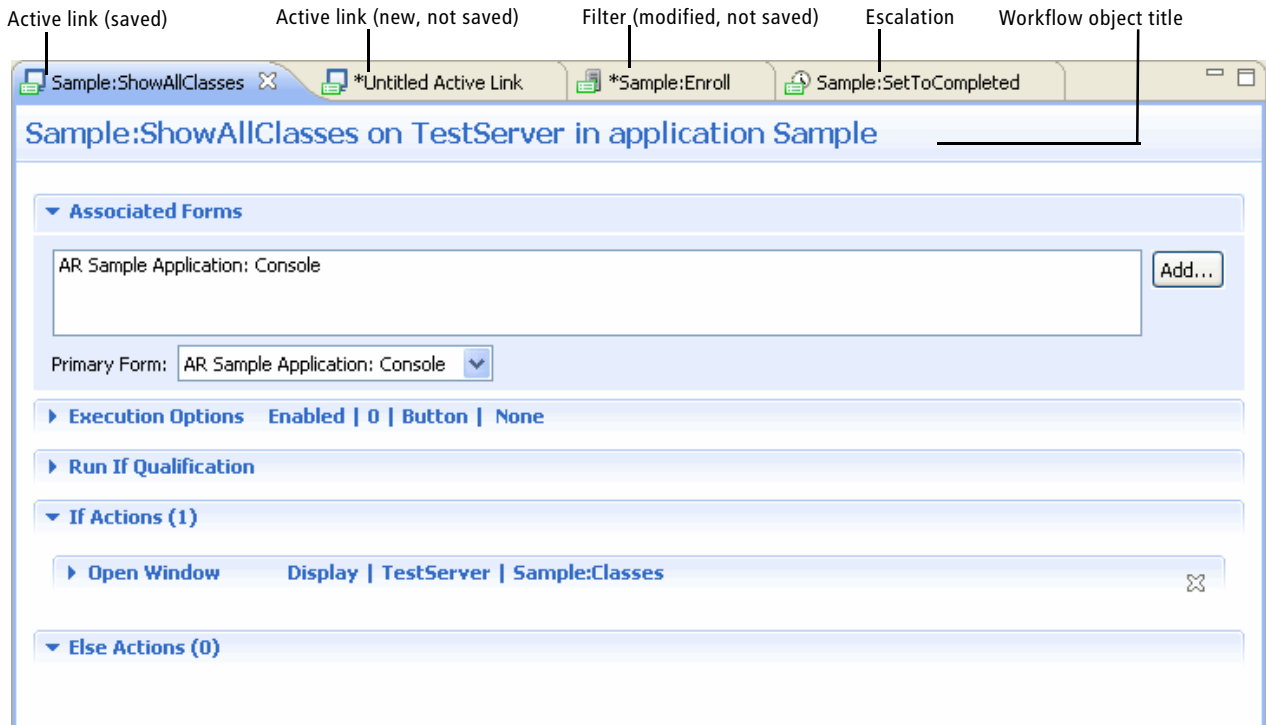 Active link (saved)
Active link (new, not saved)
Filter (modified, not saved)
Escalation
Workflow object title
Sample:ShowAllClasses
*Untitled Active Link
*Sample:Enroll
Sample:SetToCompleted
Sample:ShowAllClasses on TestServer in application Sample
Associated Forms
AR Sample Application: Console
Add...
Primary Form: AR Sample Application: Console
Execution Options Enabled | 0 | Button | None
Run If Qualification
If Actions (1)
Open Window Display | TestServer | Sample:Classes
Else Actions (0)